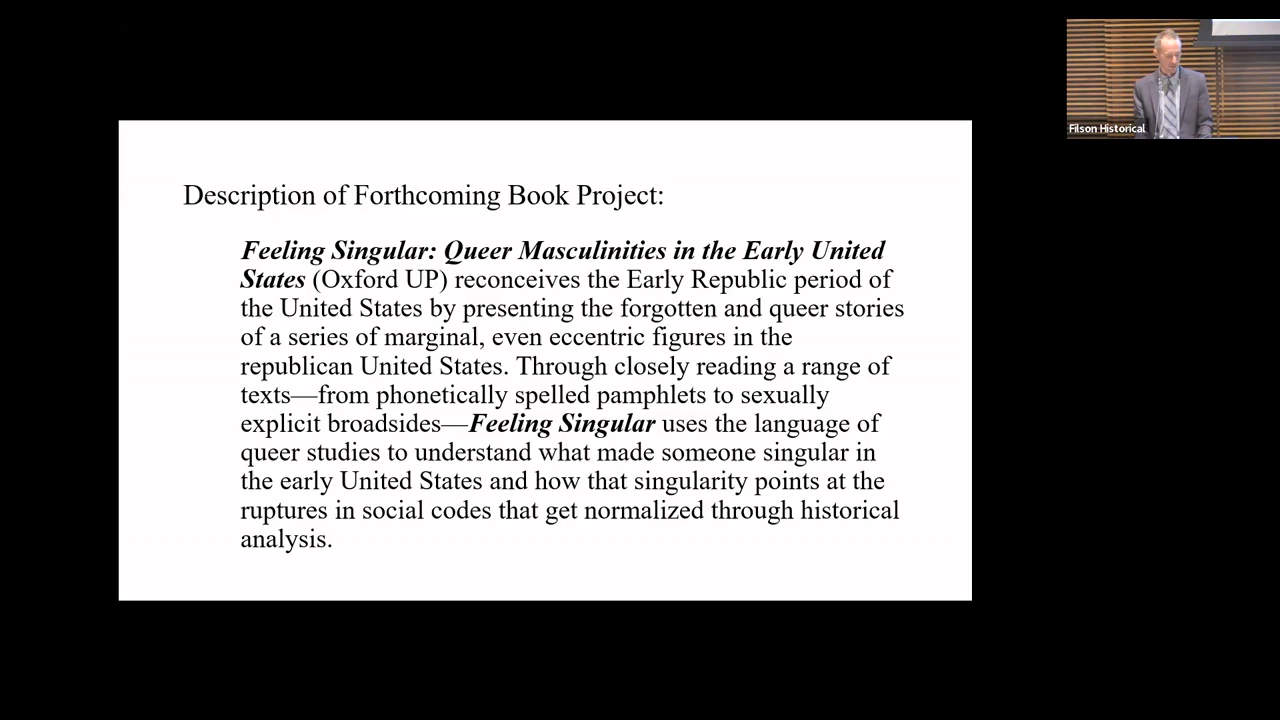 Description of Forthcoming Book Project:
Feeling Singular: Queer Masculinities in the Early United
States (Oxford UP) reconceives the Early Republic period of
the United States by presenting the forgotten and queer stories
of a series of marginal, even eccentric figures in the
republican United States. Through closely reading a range of
texts—from phonetically spelled pamphlets to sexually
explicit broadsides—Feeling Singular uses the language of
queer studies to understand what made someone singular in
the early United States and how that singularity points at the
ruptures in social codes that get normalized through historical
analysis.
Filson Historical